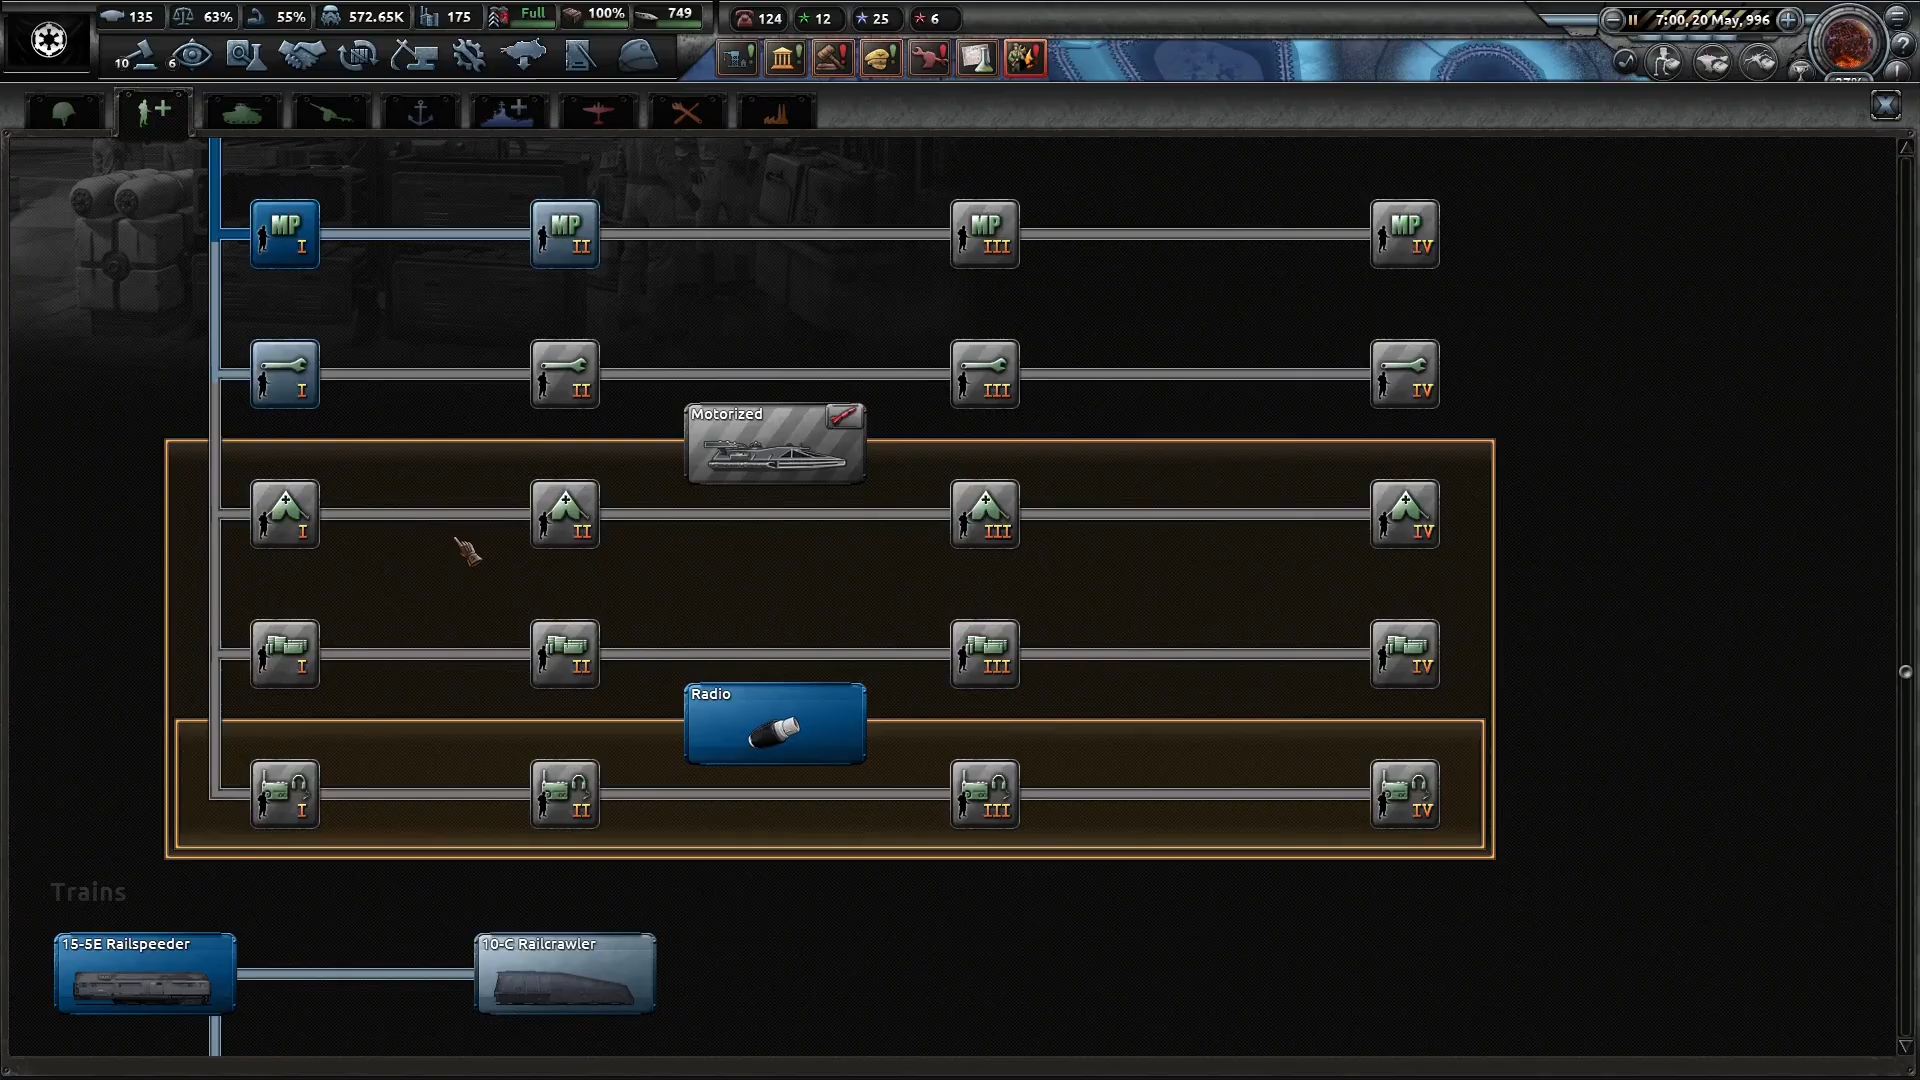 135 63% 55% 572.65K 175 Full 100% 749 124 12 25 6 7:00, 20 May, 996
10 6
MP I MP II MP III MP IV
I II III IV
Motorized
I II III IV
I II III IV
Radio
I II III IV
Trains
15-5E Railspeeder 10-C Railcrawler